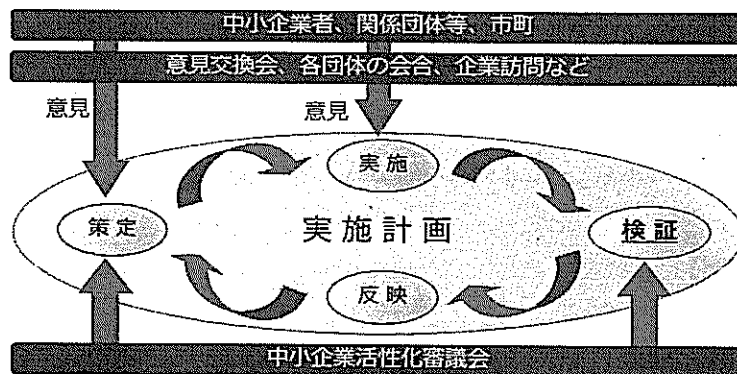 中小企業者、関係団体等、市町
意見交換会、各団体の会合、企業訪問など
意見
意見
実施
策定
実施計画
検証
反映
中小企業活性化審議会